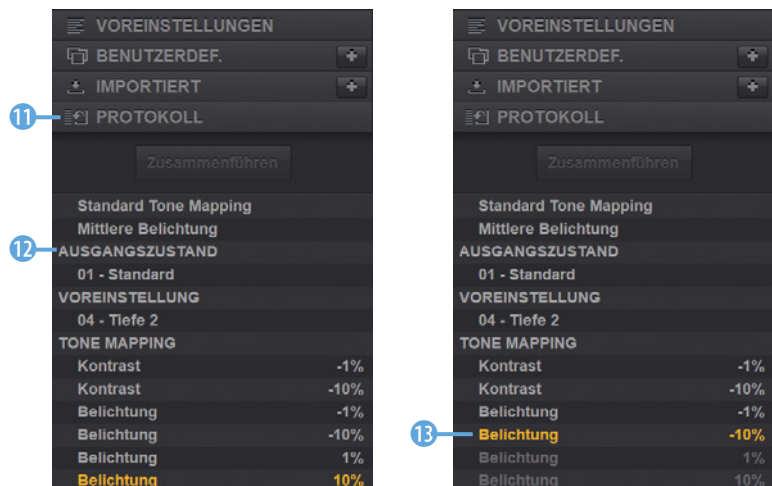 VOREINSTELLUNGEN
BENUTZERDEF.
IMPORTIERT
11 PROTOKOLL
Zusammenführen
Standard Tone Mapping
Mittlere Belichtung
12 AUSGANGSZUSTAND
01 - Standard
VOREINSTELLUNG
04 - Tiefe 2
TONE MAPPING
Kontrast -1%
Kontrast -10%
Belichtung -1%
Belichtung -10%
Belichtung 1%
Belichtung 10%
VOREINSTELLUNGEN
BENUTZERDEF.
IMPORTIERT
PROTOKOLL
Zusammenführen
Standard Tone Mapping
Mittlere Belichtung
AUSGANGSZUSTAND
01 - Standard
VOREINSTELLUNG
04 - Tiefe 2
TONE MAPPING
Kontrast -1%
Kontrast -10%
Belichtung -1%
13 Belichtung -10%
Belichtung 1%
Belichtung 10%